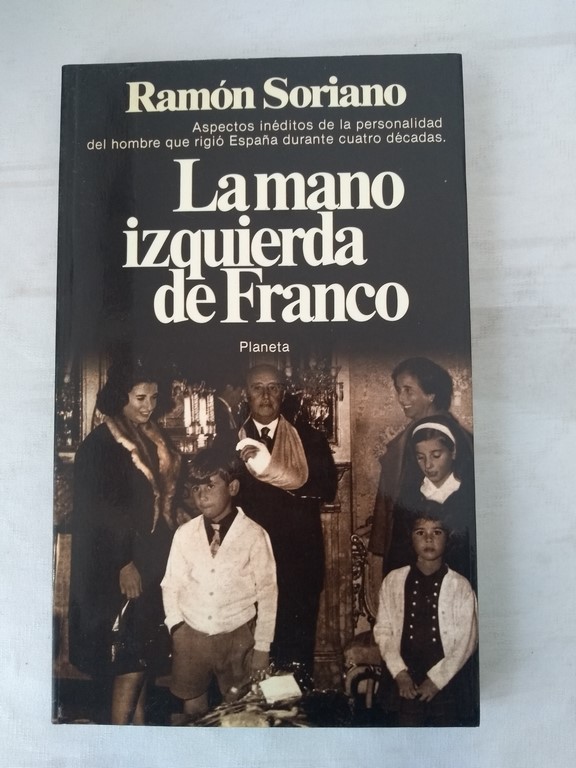 Ramón Soriano
Aspectos inéditos de la personalidad
del hombre que rigió España durante cuatro décadas.
La mano
izquierda
de Franco
Planeta